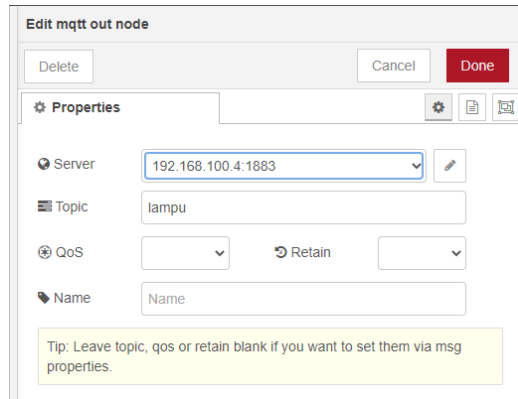 Edit mqtt out node
Delete
Cancel
Done
Properties
Server
192.168.100.4:1883
Topic
lampu
QoS
Retain
Name
Name
Tip: Leave topic, qos or retain blank if you want to set them via msg
properties.